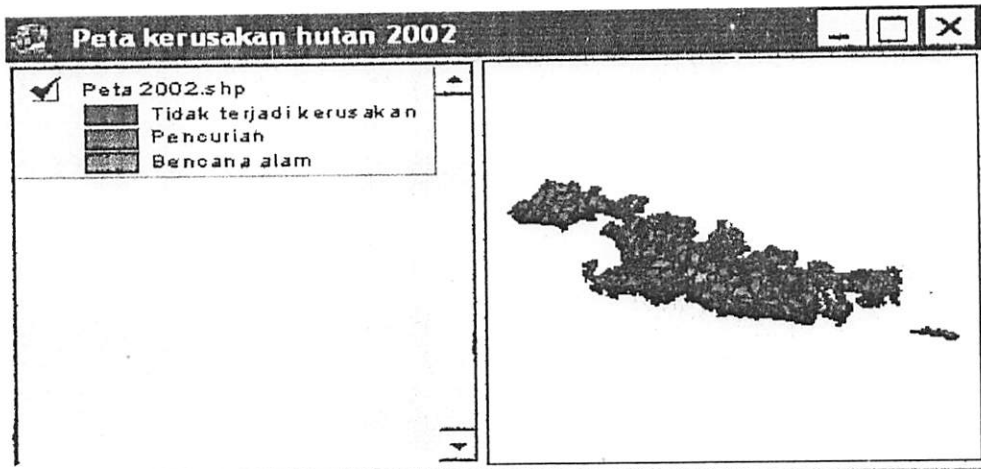 Peta kerusakan hutan 2002
Peta 2002.shp
Tidak terjadi kerusakan
Pencurian
Bencana alam